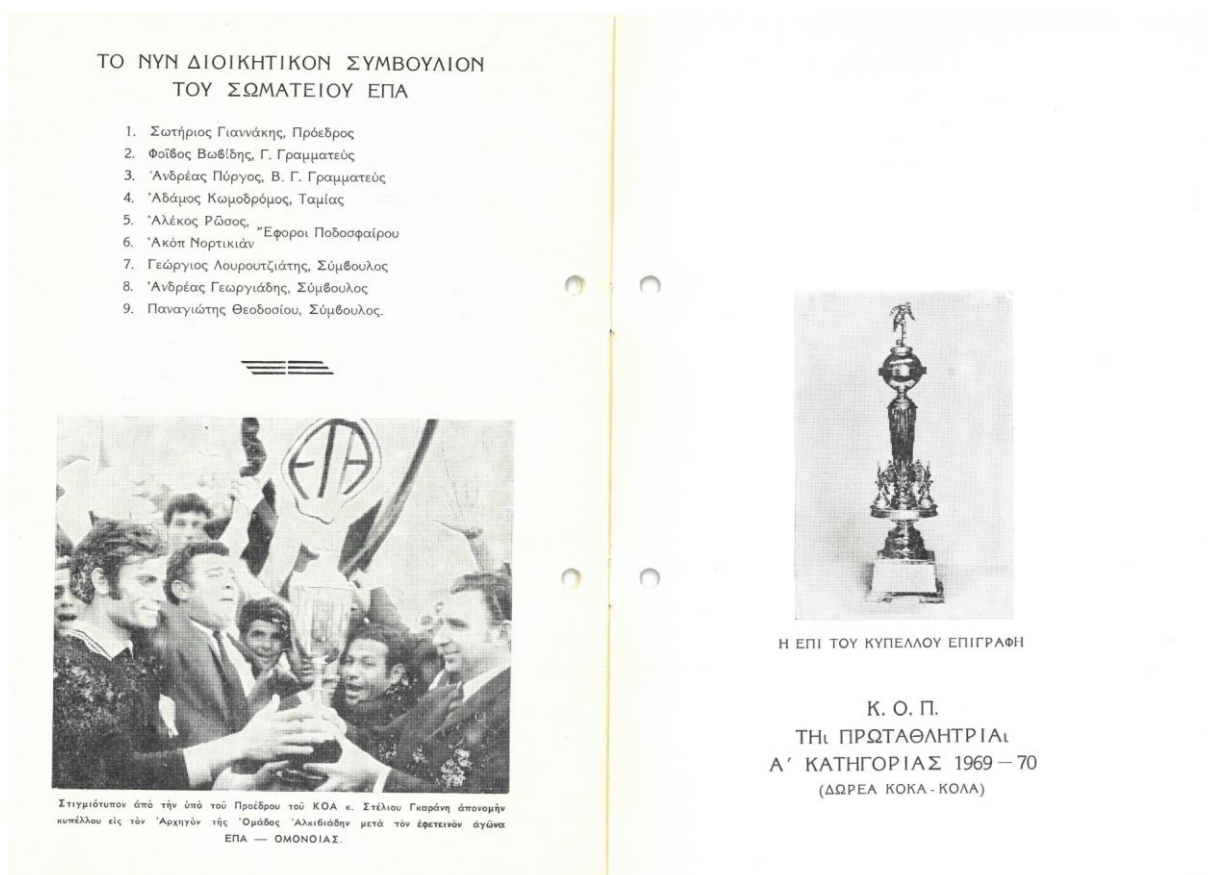 ΤΟ ΝΥΝ ΔΙΟΙΚΗΤΙΚΟΝ ΣΥΜΒΟΥΛΙΟΝ
ΤΟΥ ΣΩΜΑΤΕΙΟΥ ΕΠΑ
1. Σωτήριος Γιαννάκης, Πρόεδρος
2. Φοῖϐος Βωϐίδης, Γ. Γραμματεὺς
3. Ἀνδρέας Πύργος, Β. Γ. Γραμματεὺς
4. Ἀδάμος Κωμοδρόμος, Ταμίας
5. Ἀλέκος Ρῶσος,
Ἔφοροι Ποδοσφαίρου
6. Ἀκὸπ Νορτικιὰν
7. Γεώργιος Λουρουτζιάτης, Σύμϐουλος
8. Ἀνδρέας Γεωργιάδης, Σύμϐουλος
9. Παναγιώτης Θεοδοσίου, Σύμϐουλος.
ΕΠΑ
Στιγμιότυπον ἀπὸ τὴν ὑπὸ τοῦ Προέδρου τοῦ ΚΟΑ κ. Στέλιου Γκαράνη ἀπονομὴν
κυπέλλου εἰς τὸν Ἀρχηγὸν τῆς Ὁμάδος Ἀλκιϐιάδην μετὰ τὸν ἐφετεινὸν ἀγῶνα
ΕΠΑ — ΟΜΟΝΟΙΑΣ.
Η ΕΠΙ ΤΟΥ ΚΥΠΕΛΛΟΥ ΕΠΙΓΡΑΦΗ
Κ. Ο. Π.
ΤΗι ΠΡΩΤΑΘΛΗΤΡΙΑι
Α′ ΚΑΤΗΓΟΡΙΑΣ 1969 — 70
(ΔΩΡΕΑ ΚΟΚΑ - ΚΟΛΑ)